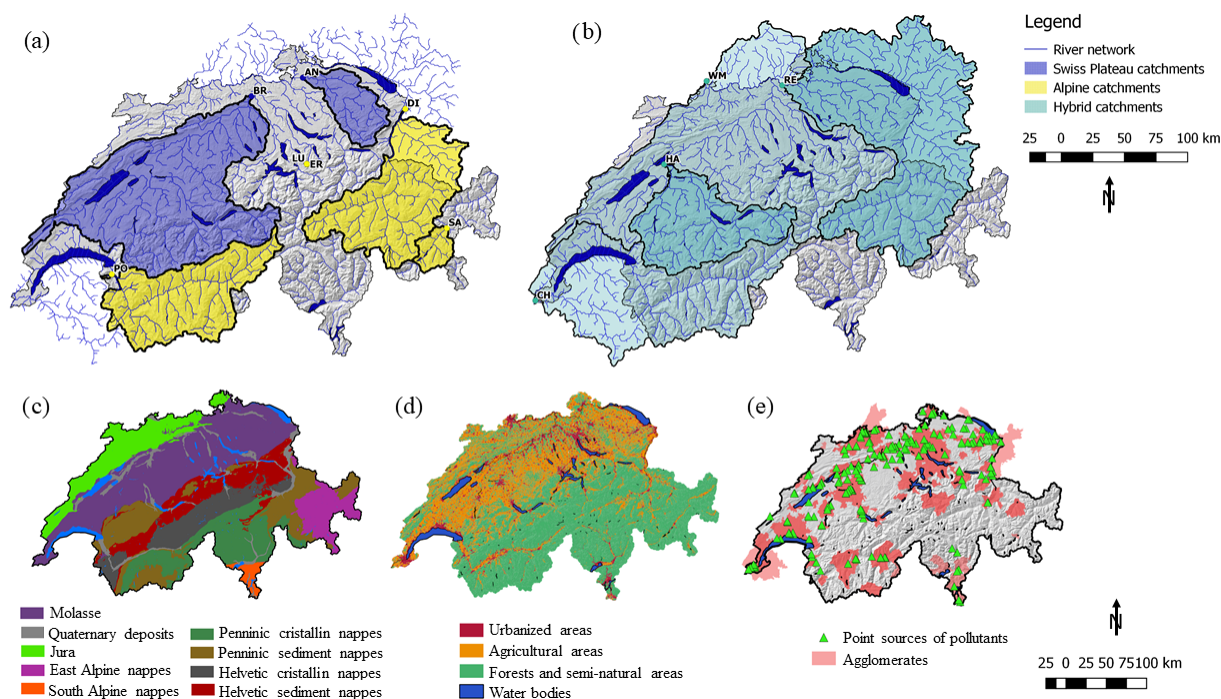 (a)
AN
BR
DI
LU
ER
SA
PO
(b)
WM
RE
HA
CH
Legend
River network
Swiss Plateau catchments
Alpine catchments
Hybrid catchments
25 0 25 50 75 100 km
N
(c)
Molasse
Quaternary deposits
Jura
East Alpine nappes
South Alpine nappes
Penninic cristallin nappes
Penninic sediment nappes
Helvetic cristallin nappes
Helvetic sediment nappes
(d)
Urbanized areas
Agricultural areas
Forests and semi-natural areas
Water bodies
(e)
Point sources of pollutants
Agglomerates
N
25 0 25 50 75 100 km